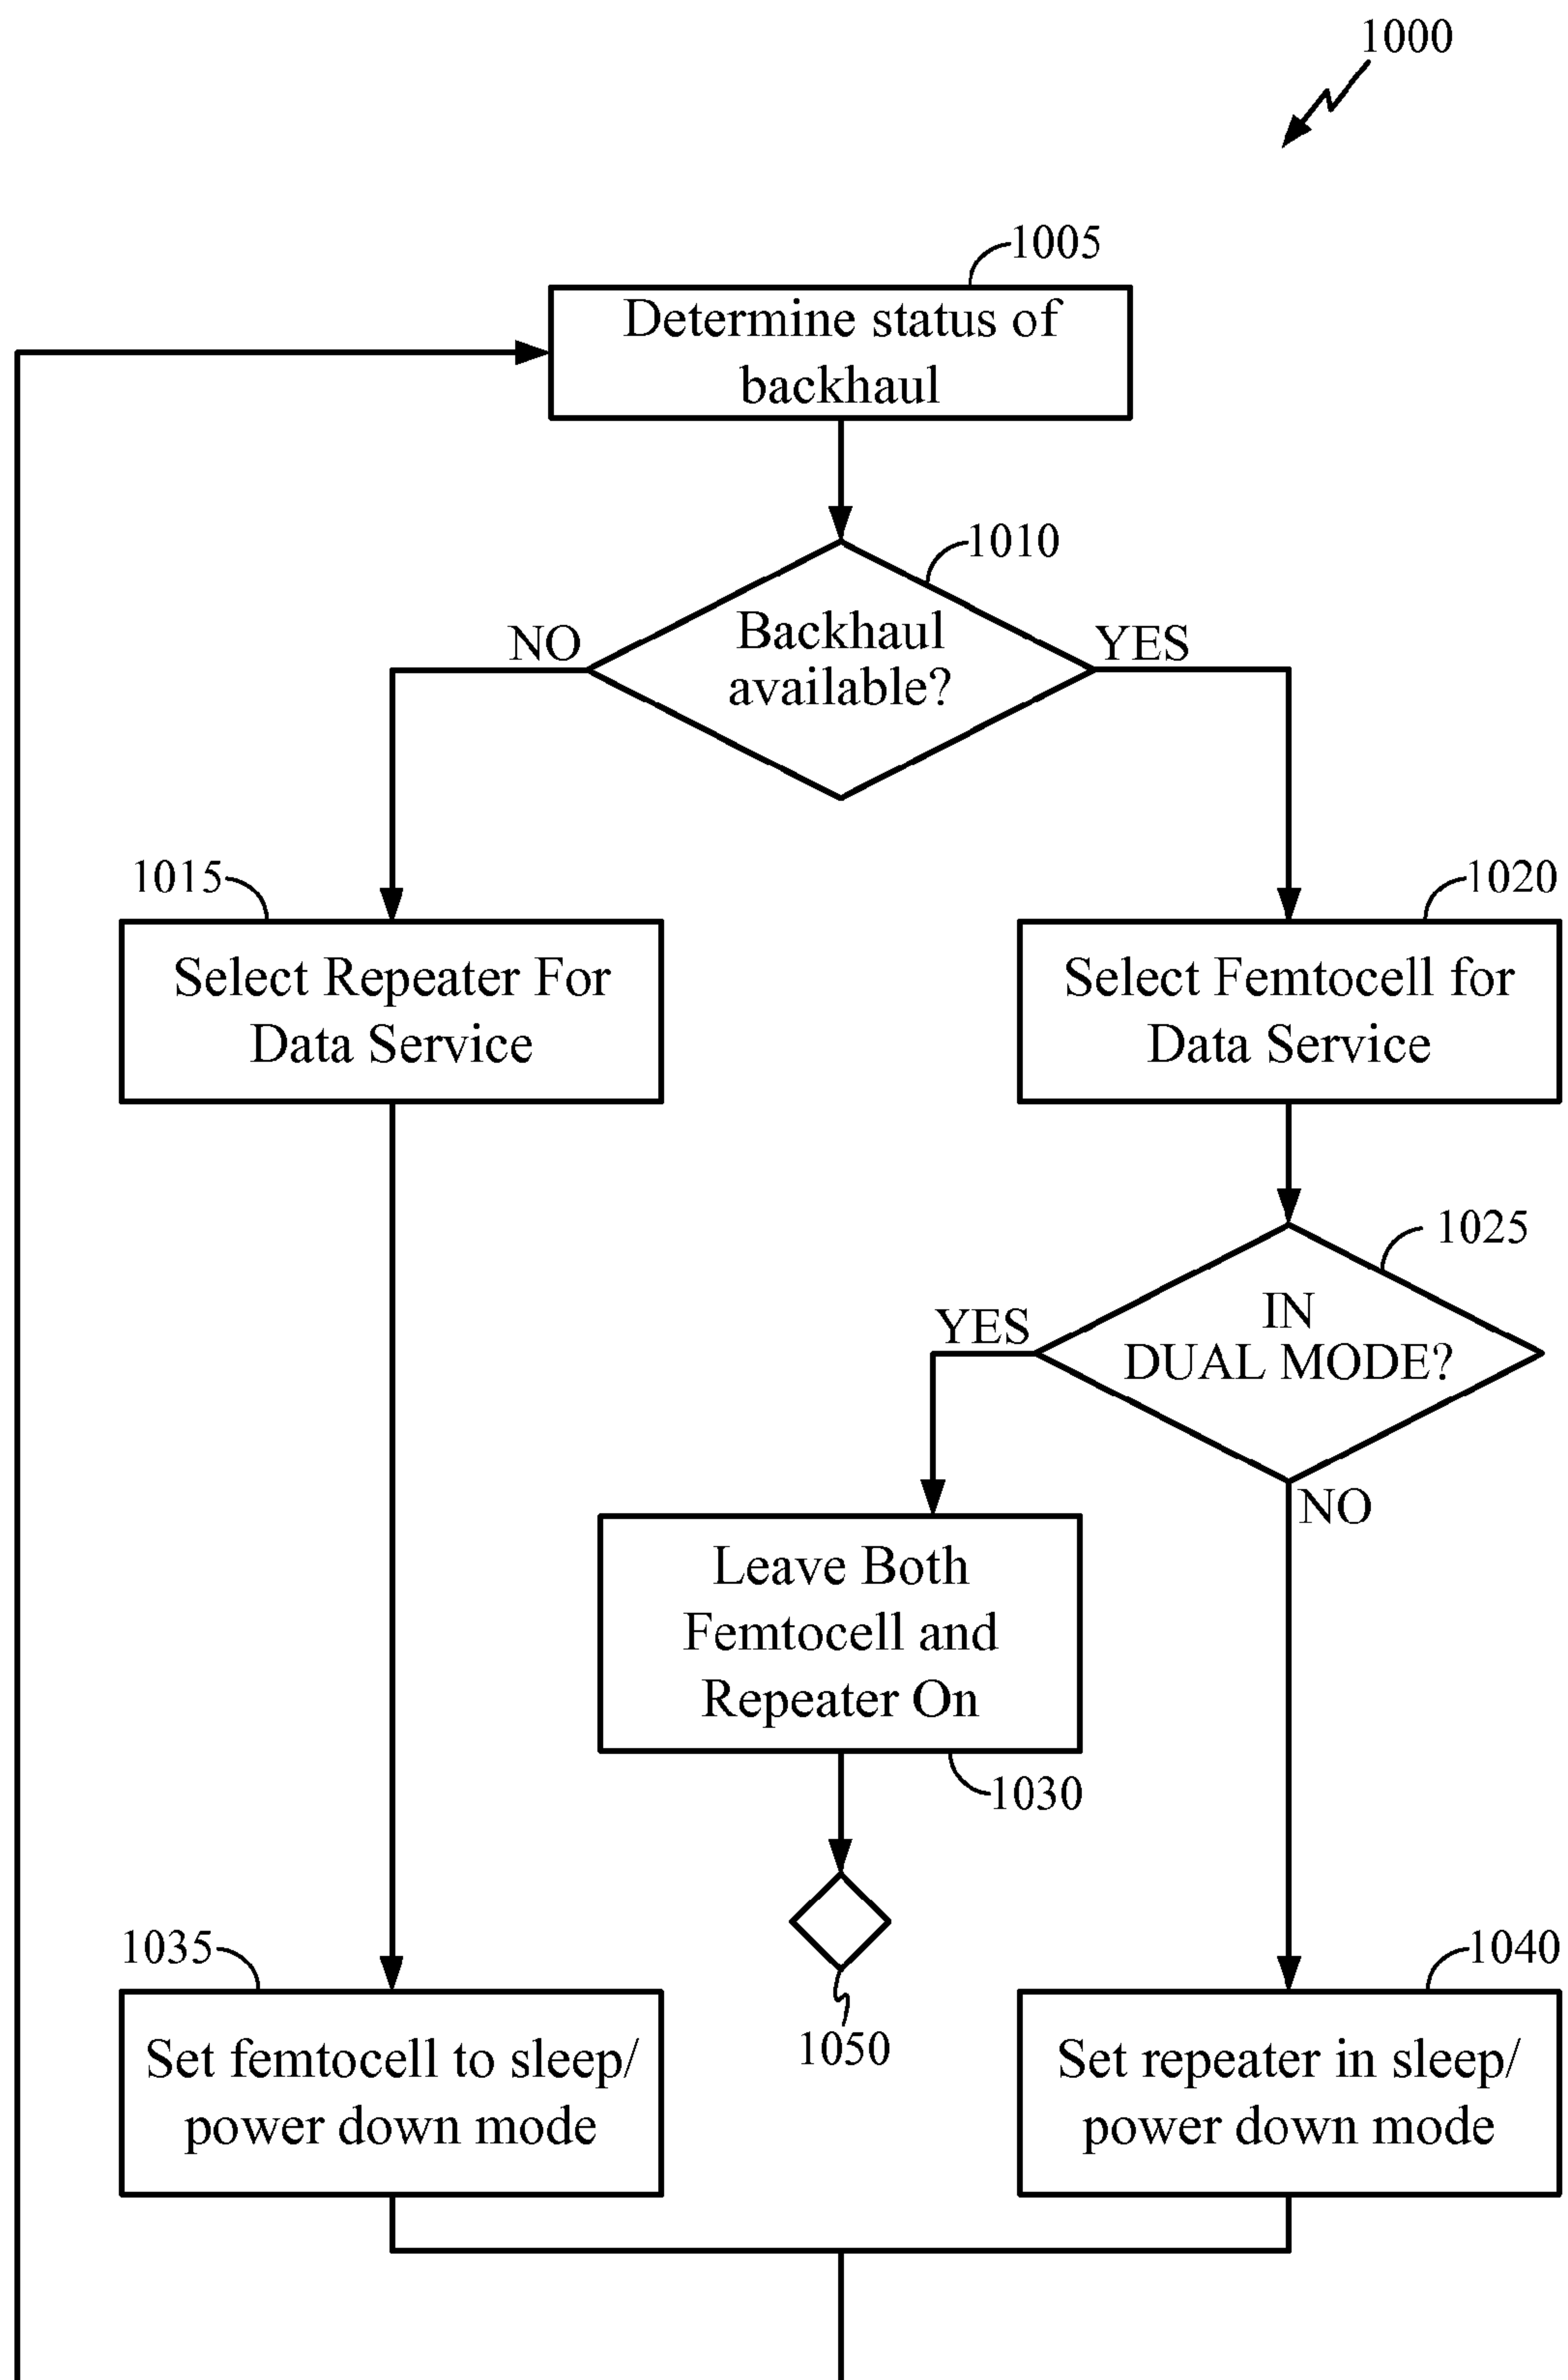 1000
1005
Determine status of
backhaul
1010
NO
Backhaul
available?
YES
1015
1020
Select Repeater For
Data Service
Select Femtocell for
Data Service
1025
YES
IN
DUAL MODE?
NO
Leave Both
Femtocell and
Repeater On
1030
1035
1040
1050
Set femtocell to sleep/
power down mode
Set repeater in sleep/
power down mode